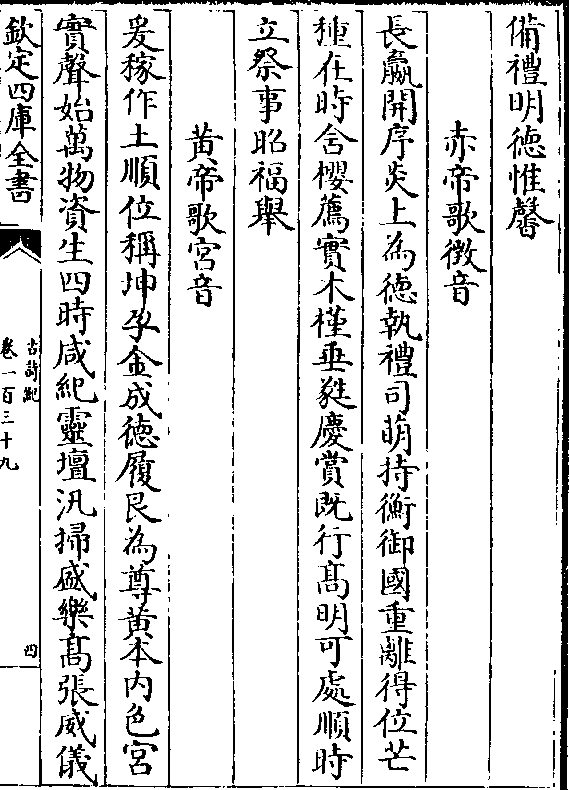 備禮明德惟馨
赤帝歌徴音
長嬴開序炎上為徳執禮司萌持衡御國重離得位芒
種在時含櫻薦實木槿垂蕤慶賞既行髙明可處順時
立祭事昭福舉
黄帝歌宫音
爰稼作土順位稱坤孕金成徳履艮為尊黄本内色宫
實聲始萬物資生四時咸紀靈壇汛掃盛樂髙張威儀
欽定四庫全書
古詩紀
卷一百三十九
四